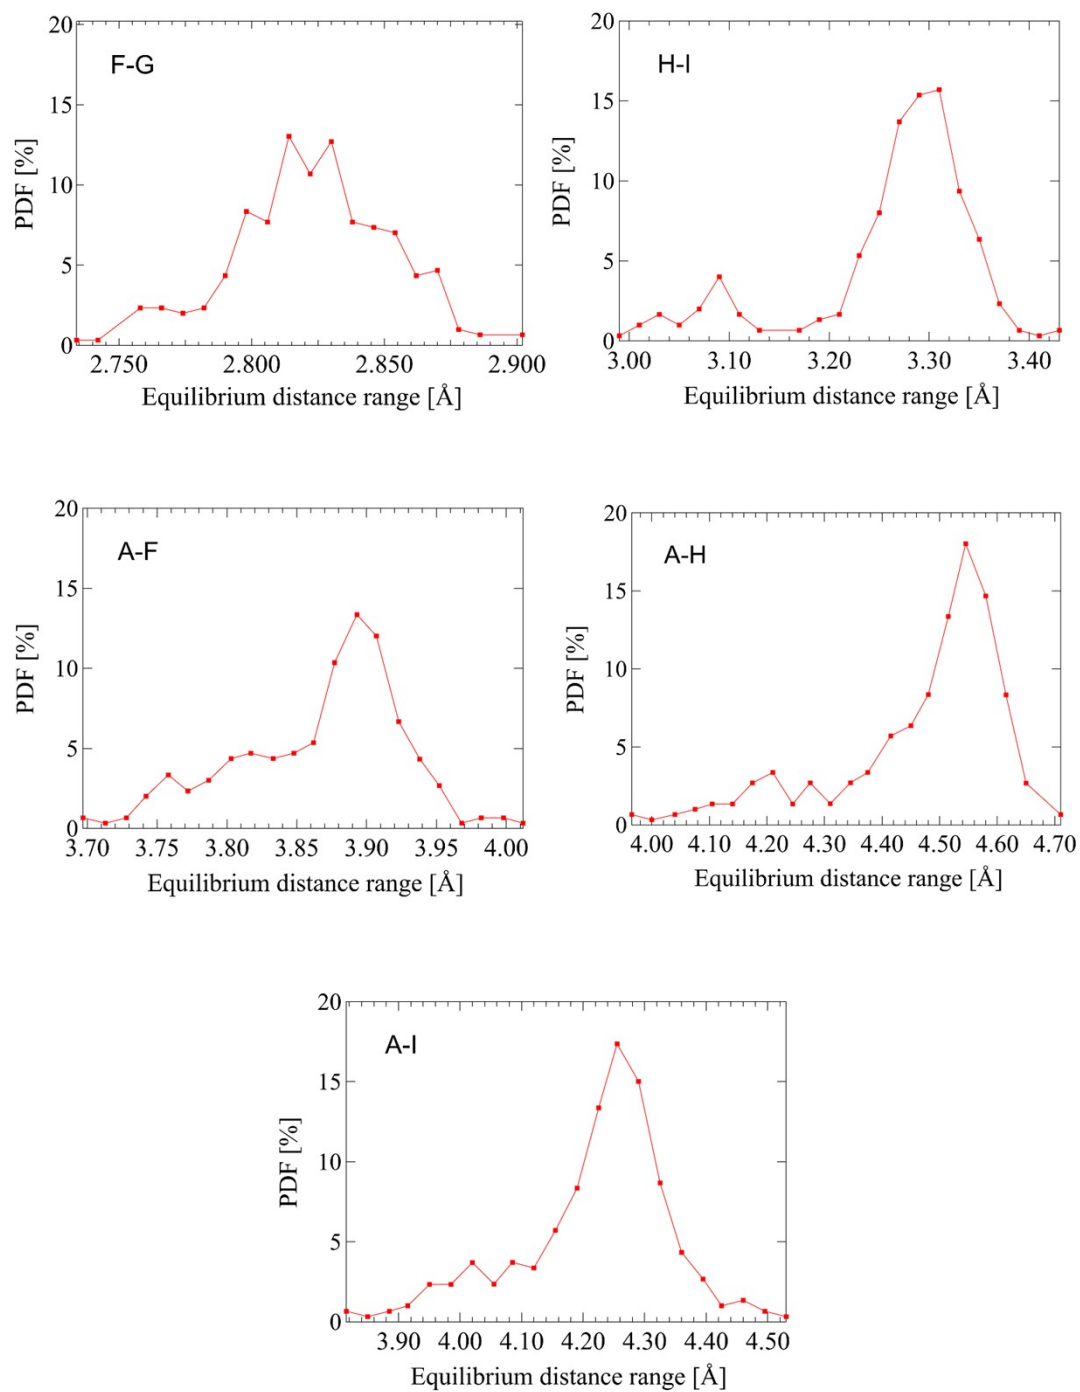 F-G
PDF [%]
20
15
10
5
0
2.750 2.800 2.850 2.900
Equilibrium distance range [Å]
H-I
PDF [%]
20
15
10
5
0
3.00 3.10 3.20 3.30 3.40
Equilibrium distance range [Å]
A-F
PDF [%]
20
15
10
5
0
3.70 3.75 3.80 3.85 3.90 3.95 4.00
Equilibrium distance range [Å]
A-H
PDF [%]
20
15
10
5
0
4.00 4.10 4.20 4.30 4.40 4.50 4.60 4.70
Equilibrium distance range [Å]
A-I
PDF [%]
20
15
10
5
0
3.90 4.00 4.10 4.20 4.30 4.40 4.50
Equilibrium distance range [Å]